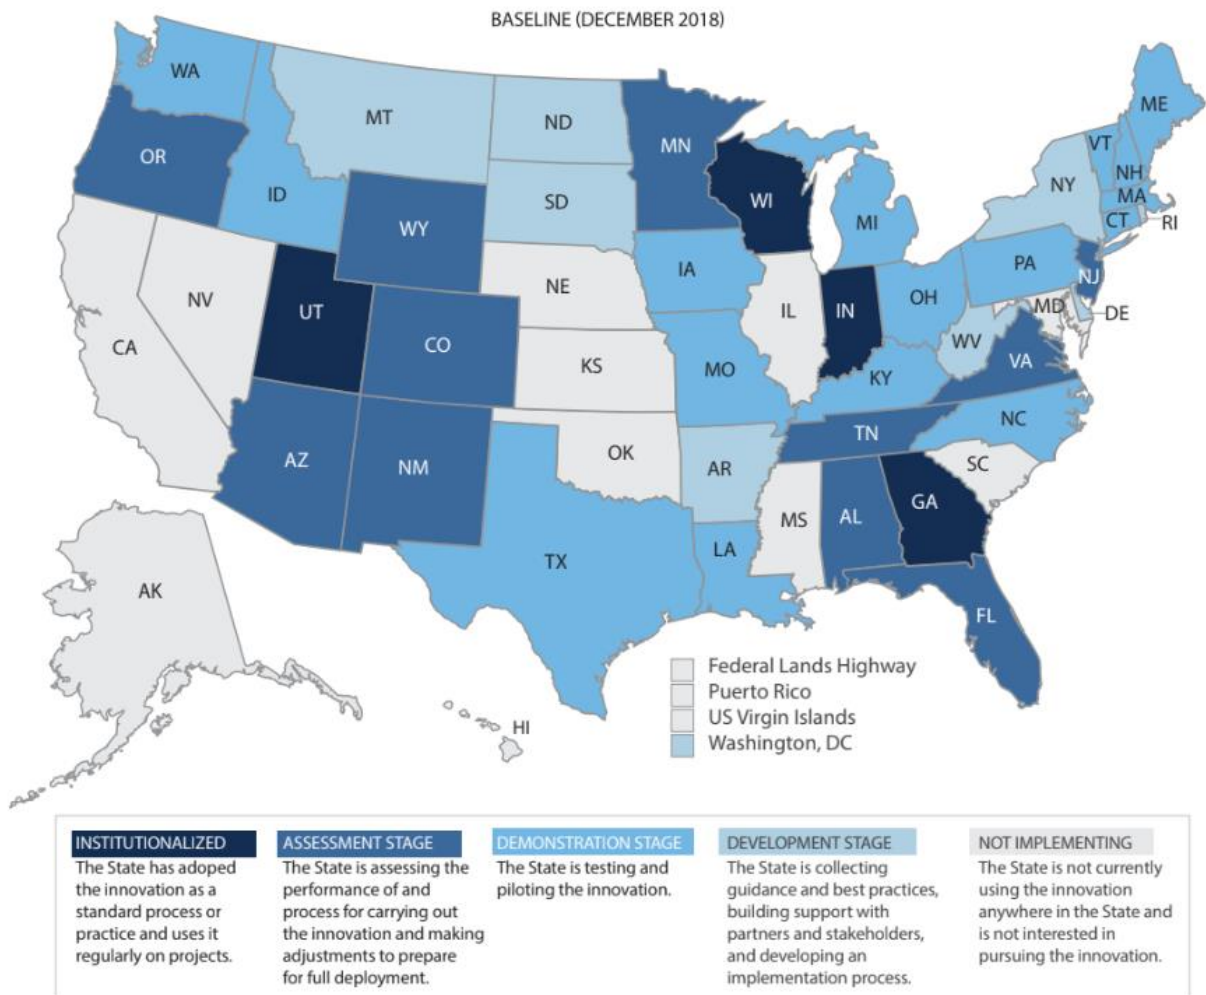 BASELINE (DECEMBER 2018)
WA
MT
ND
MN
ME
VT
OR
ID
SD
WI
NH
NY
MA
WY
MI
CT
RI
IA
PA
NE
NV
OH
NJ
UT
IL
IN
MD
DE
CA
CO
WV
KS
MO
KY
VA
NC
TN
AZ
NM
OK
AR
SC
GA
MS
AL
LA
TX
AK
FL
HI
Federal Lands Highway
Puerto Rico
US Virgin Islands
Washington, DC
INSTITUTIONALIZED
The State has adopted
the innovation as a
standard process or
practice and uses it
regularly on projects.
ASSESSMENT STAGE
The State is assessing the
performance of and
process for carrying out
the innovation and making
adjustments to prepare
for full deployment.
DEMONSTRATION STAGE
The State is testing and
piloting the innovation.
DEVELOPMENT STAGE
The State is collecting
guidance and best practices,
building support with
partners and stakeholders,
and developing an
implementation process.
NOT IMPLEMENTING
The State is not currently
using the innovation
anywhere in the State and
is not interested in
pursuing the innovation.